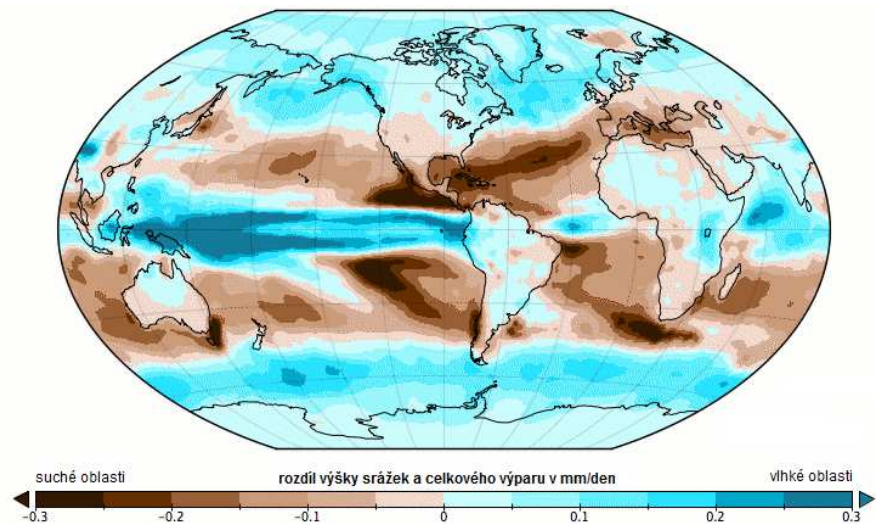 suché oblasti rozdíl výšky srážek a celkového výparu v mm/den vlhké oblasti
−0.3 −0.2 −0.1 0 0.1 0.2 0.3